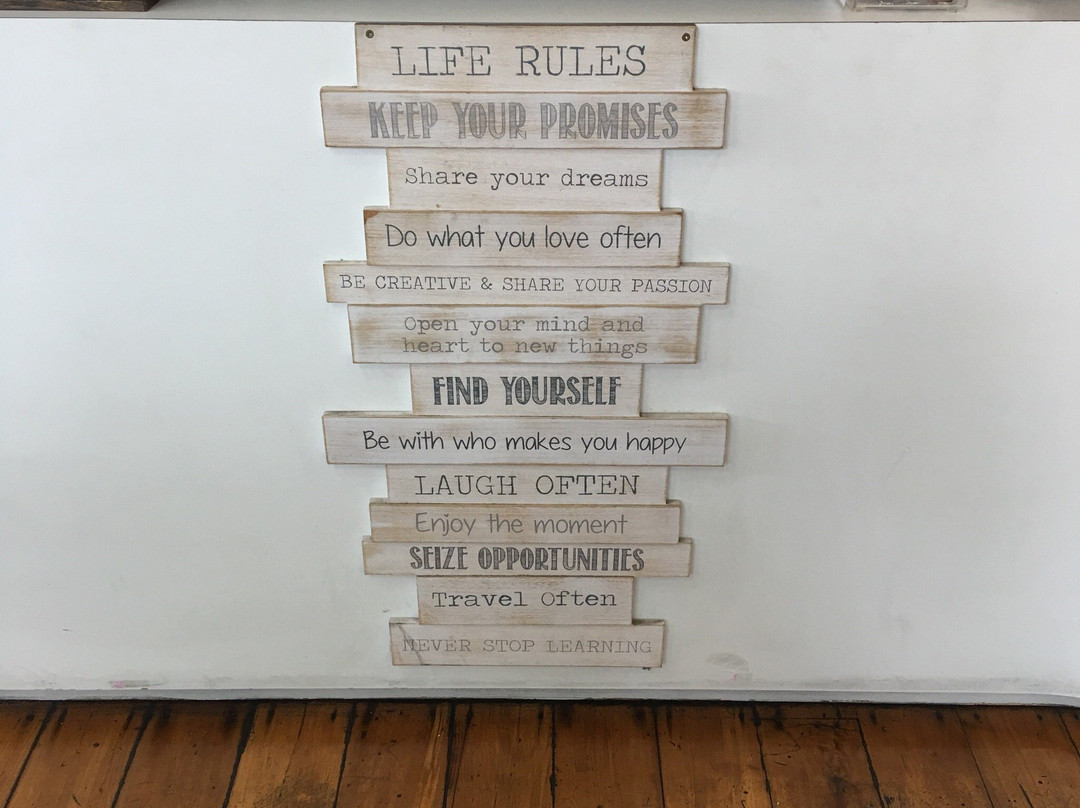 LIFE RULES
KEEP YOUR PROMISES
Share your dreams
Do what you love often
BE CREATIVE & SHARE YOUR PASSION
Open your mind and
heart to new things
FIND YOURSELF
Be with who makes you happy
LAUGH OFTEN
Enjoy the moment
SEIZE OPPORTUNITIES
Travel Often
NEVER STOP LEARNING